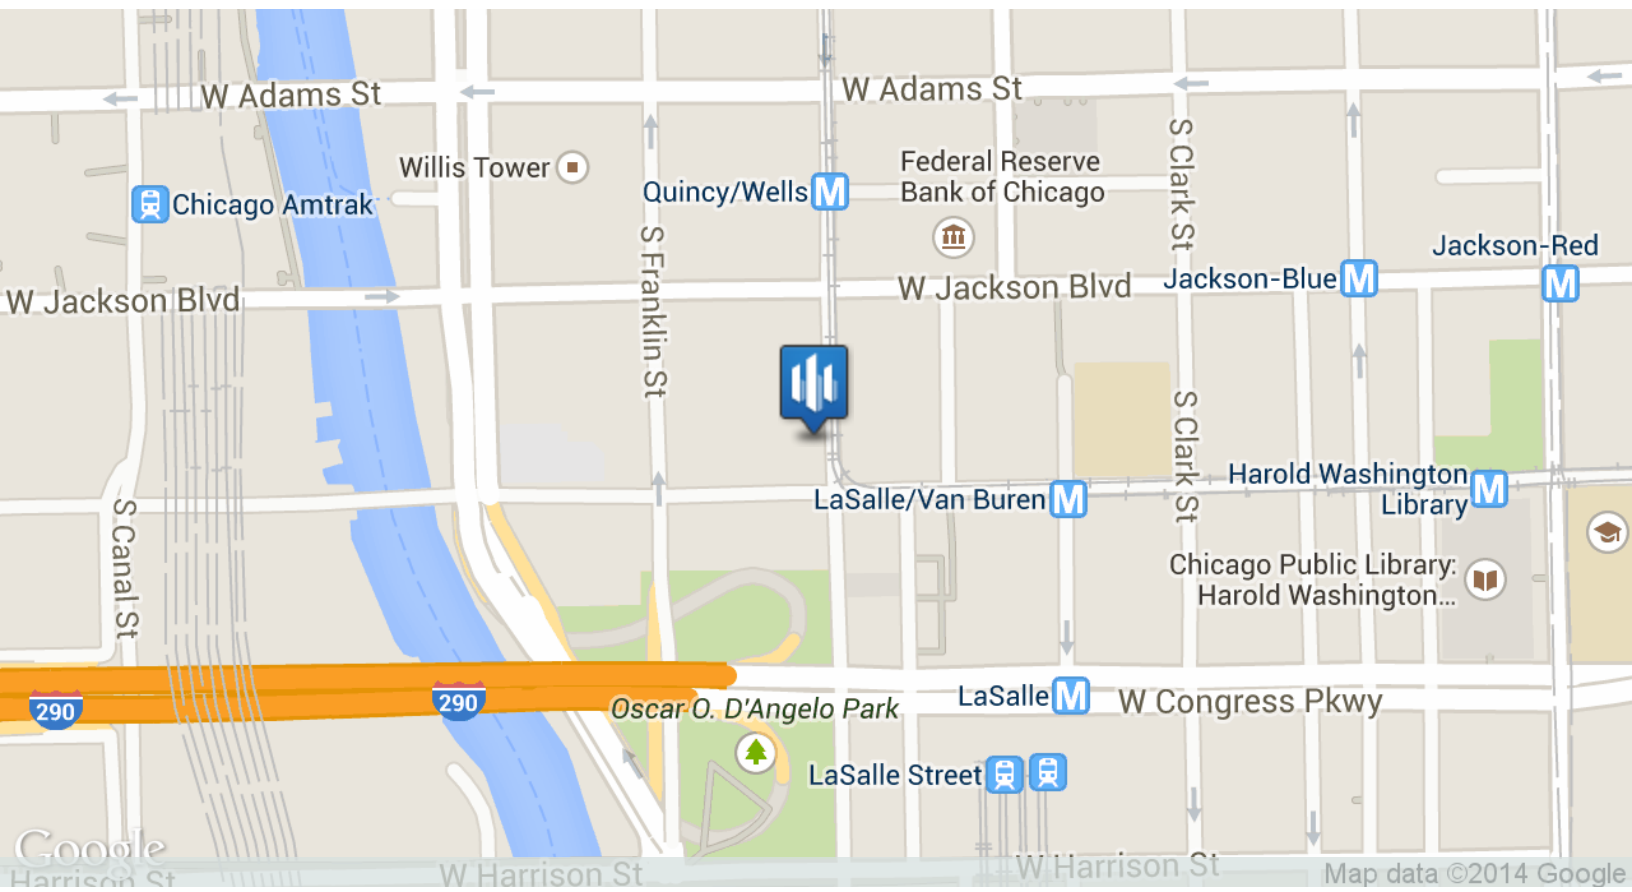 W Adams St
W Adams St
S Clark St
Willis Tower
Federal Reserve
Bank of Chicago
Quincy/Wells
Chicago Amtrak
S Franklin St
Jackson-Red
Jackson-Blue
W Jackson Blvd
W Jackson Blvd
S Clark St
Harold Washington
Library
LaSalle/Van Buren
S Canal St
Chicago Public Library:
Harold Washington...
290
290
Oscar O. D'Angelo Park
LaSalle
W Congress Pkwy
LaSalle Street
Google
Harrison St
W Harrison St
W Harrison St
Map data ©2014 Google